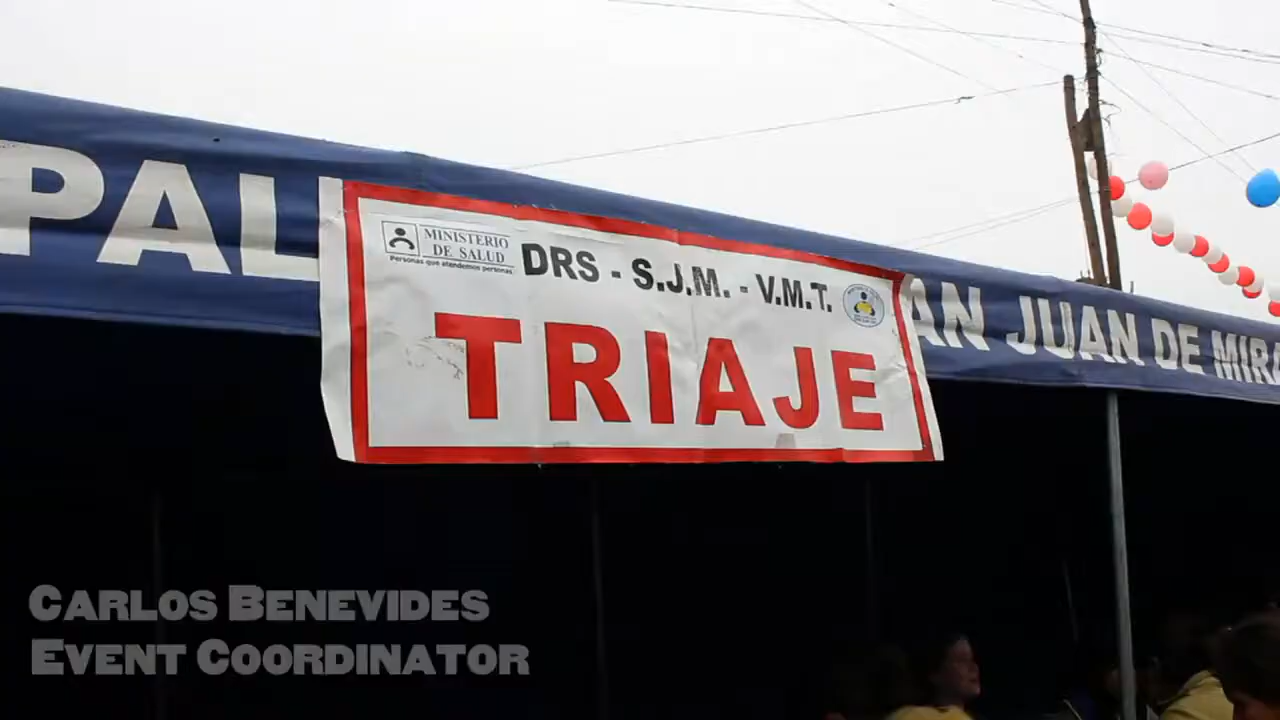 PAL
MINISTERIO
DE SALUD
Personas que atendemos personas
DRS - S.J.M. - V.M.T.
TRIAJE
AN JUAN DE MIRA
CARLOS BENEVIDES
EVENT COORDINATOR